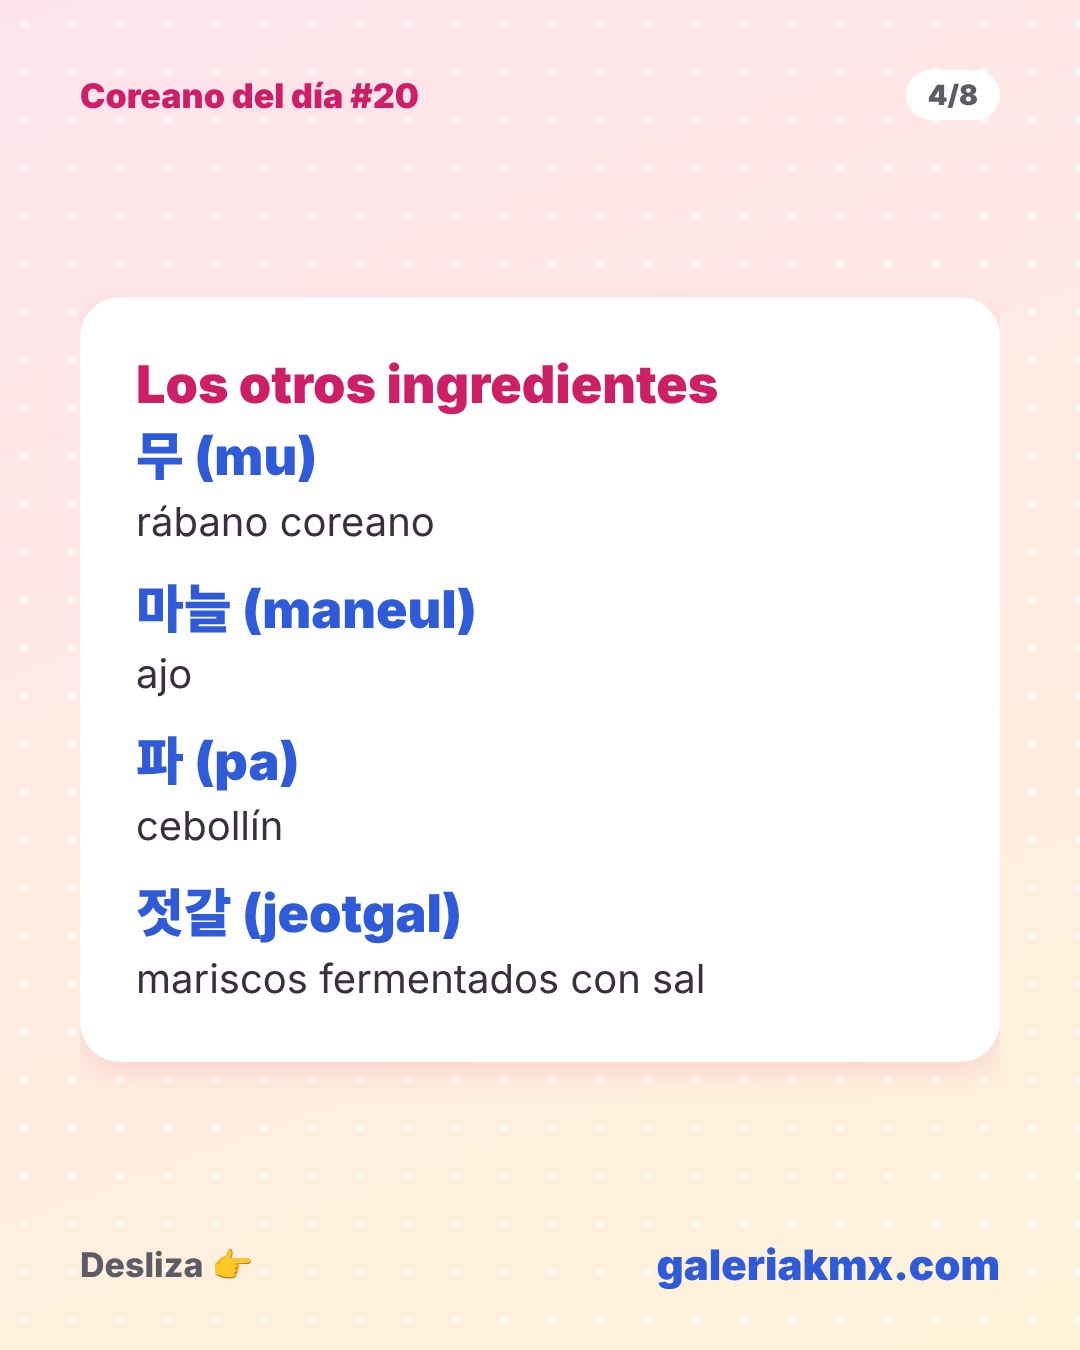 Coreano del día #20
4/8
Los otros ingredientes
무 (mu)
rábano coreano
마늘 (maneul)
ajo
파 (pa)
cebollín
젓갈 (jeotgal)
mariscos fermentados con sal
Desliza 👉
galeriakmx.com